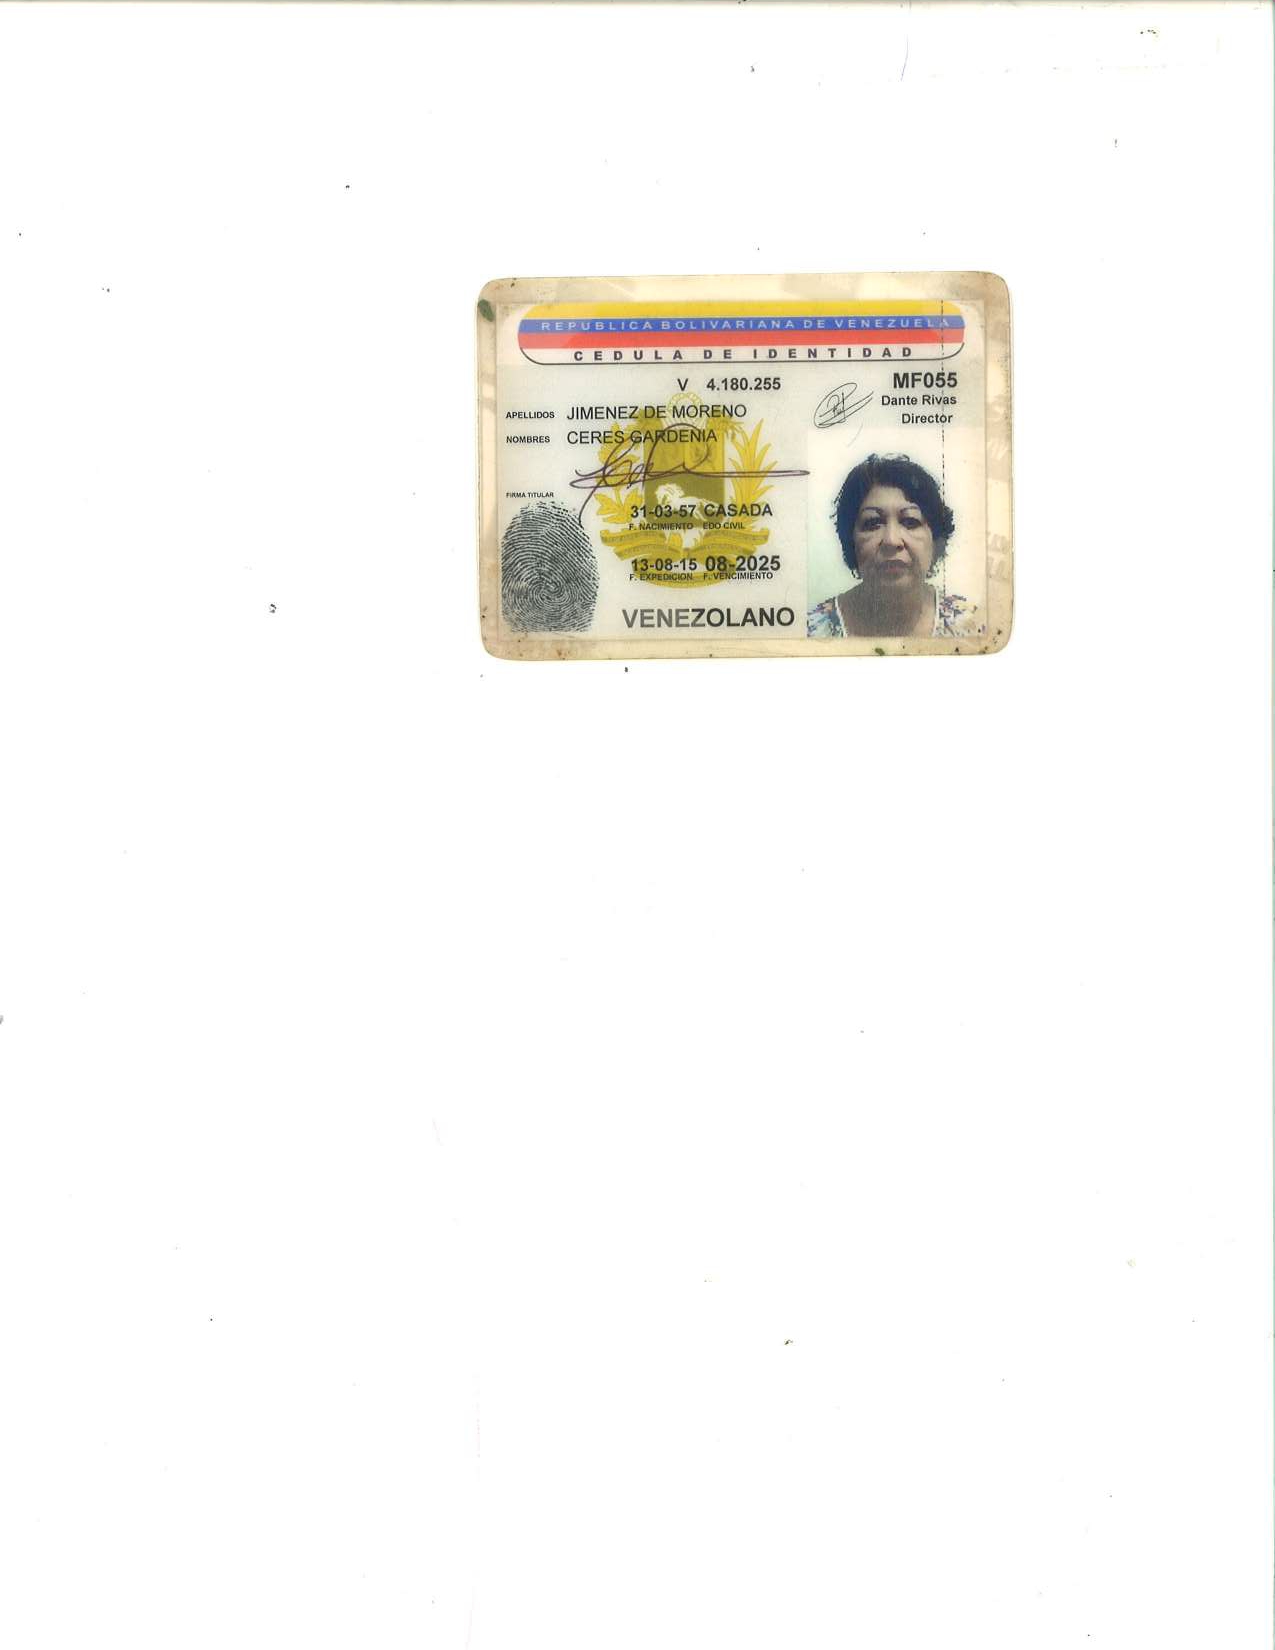 REPUBLICA BOLIVARIANA DE VENEZUELA
CEDULA DE IDENTIDAD
V 4.180.255
MF055
Dante Rivas
Director
APELLIDOS JIMENEZ DE MORENO
NOMBRES CERES GARDENIA
FIRMA TITULAR
31-03-57 CASADA
F. NACIMIENTO EDO CIVIL
13-08-15 08-2025
F. EXPEDICION F. VENCIMIENTO
VENEZOLANO